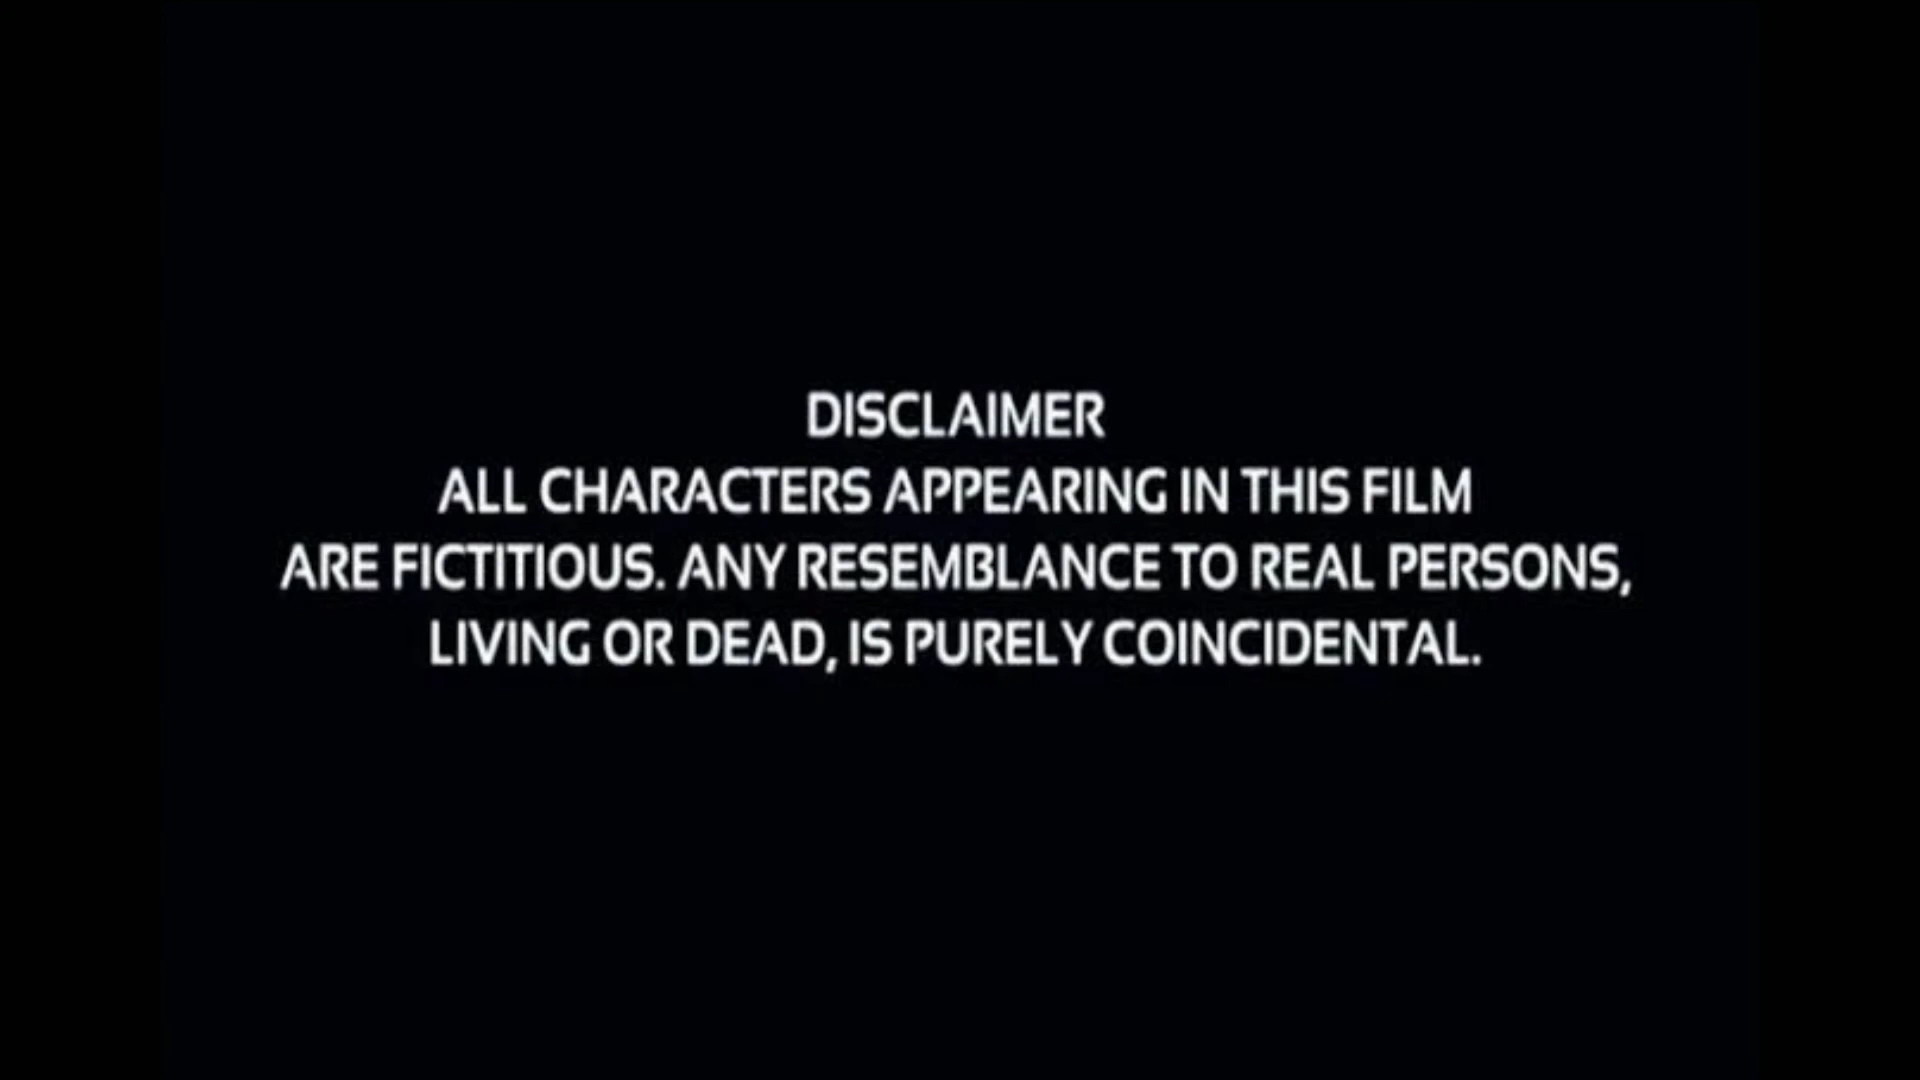 DISCLAIMER
ALL CHARACTERS APPEARING IN THIS FILM
ARE FICTITIOUS. ANY RESEMBLANCE TO REAL PERSONS,
LIVING OR DEAD, IS PURELY COINCIDENTAL.